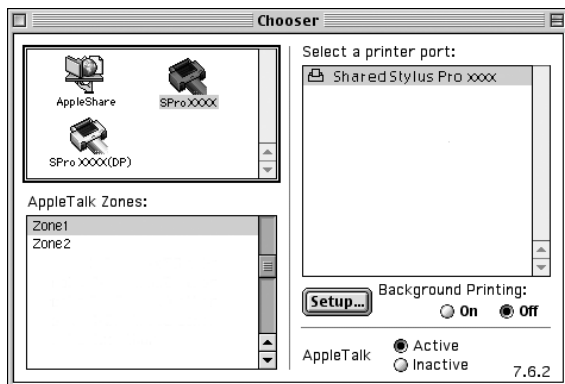 Chooser
AppleShare
SPro XXXX
SPro XXXX(DP)
AppleTalk Zones:
Zone1
Zone2
Select a printer port:
Shared Stylus Pro xxxx
Setup...
Background Printing:
On Off
AppleTalk
Active
Inactive
7.6.2